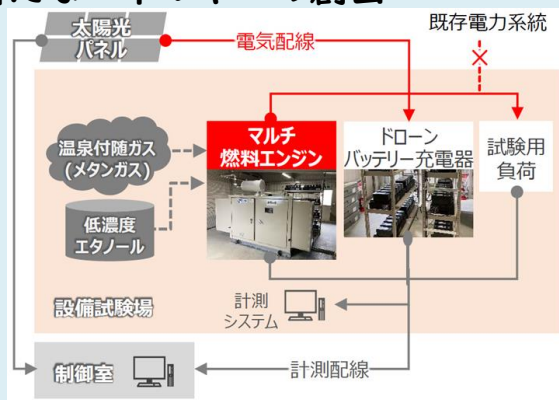 太陽光
パネル
電気配線
既存電力系統
温泉付随ガス
(メタンガス)
マルチ
燃料エンジン
ドローン
バッテリー充電器
試験用
負荷
低濃度
エタノール
計測
システム
設備試験場
制御室
計測配線